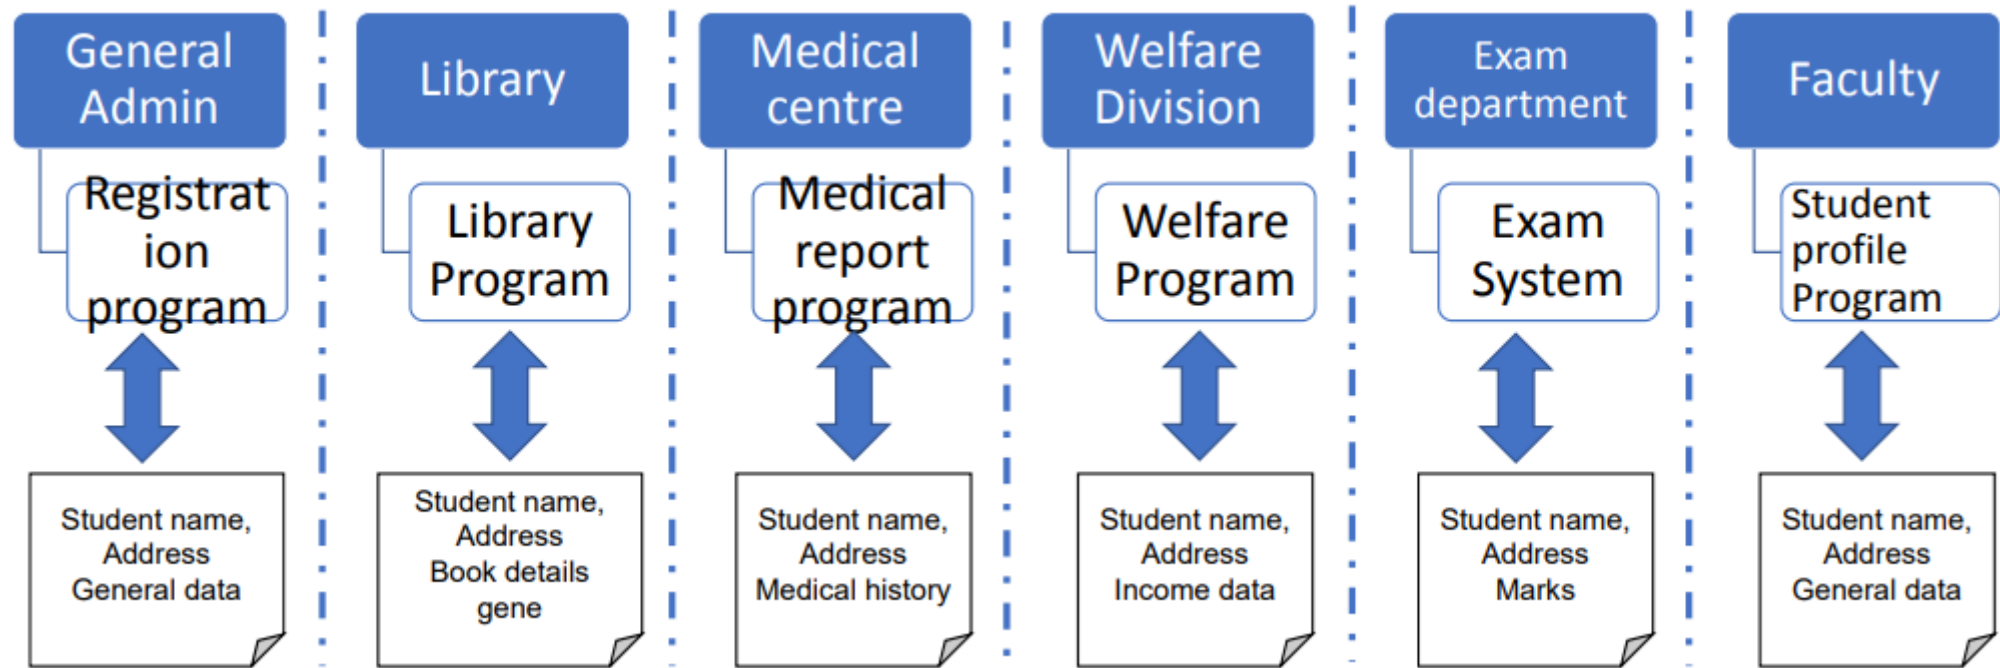 General
Admin
Library
Medical
centre
Welfare
Division
Exam
department
Faculty
Registrat
ion
program
Library
Program
Medical
report
program
Welfare
Program
Exam
System
Student
profile
Program
Student name,
Address
General data
Student name,
Address
Book details
gene
Student name,
Address
Medical history
Student name,
Address
Income data
Student name,
Address
Marks
Student name,
Address
General data